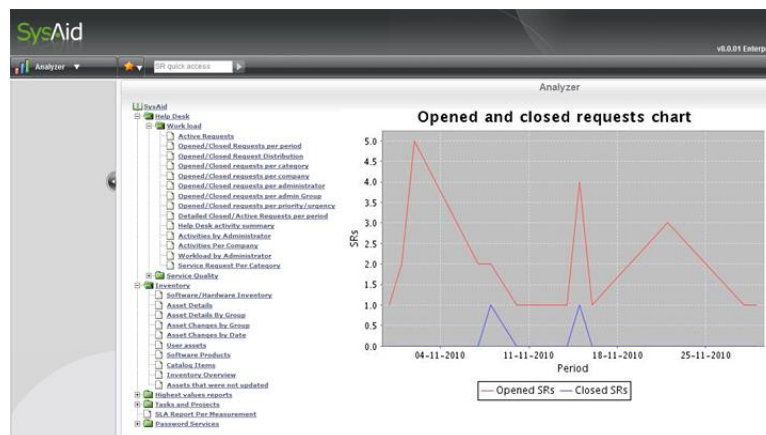 SysAid
v8.0.01 Enterp
Analyzer
SR quick access
Analyzer
SysAid
Help Desk
Work load
Active Requests
Opened/Closed Requests per period
Opened/Closed Request Distribution
Opened/Closed requests per category
Opened/Closed requests per company
Opened/Closed requests per administrator
Opened/Closed requests per admin Group
Opened/Closed requests per priority/urgency
Detailed Closed/Active Requests per period
Help Desk activity summary
Activities by Administrator
Activities Per Company
Workload by Administrator
Service Request Per Category
Service Quality
Inventory
Software/Hardware Inventory
Asset Details
Asset Details By Group
Asset Changes by Group
Asset Changes by Date
User assets
Software Products
Catalog Items
Inventory Overview
Assets that were not updated
Highest values reports
Tasks and Projects
SLA Report Per Measurement
Password Services
Opened and closed requests chart
5.0
4.5
4.0
3.5
3.0
2.5
2.0
1.5
1.0
0.5
0.0
SRs
04-11-2010 11-11-2010 18-11-2010 25-11-2010
Period
Opened SRs Closed SRs